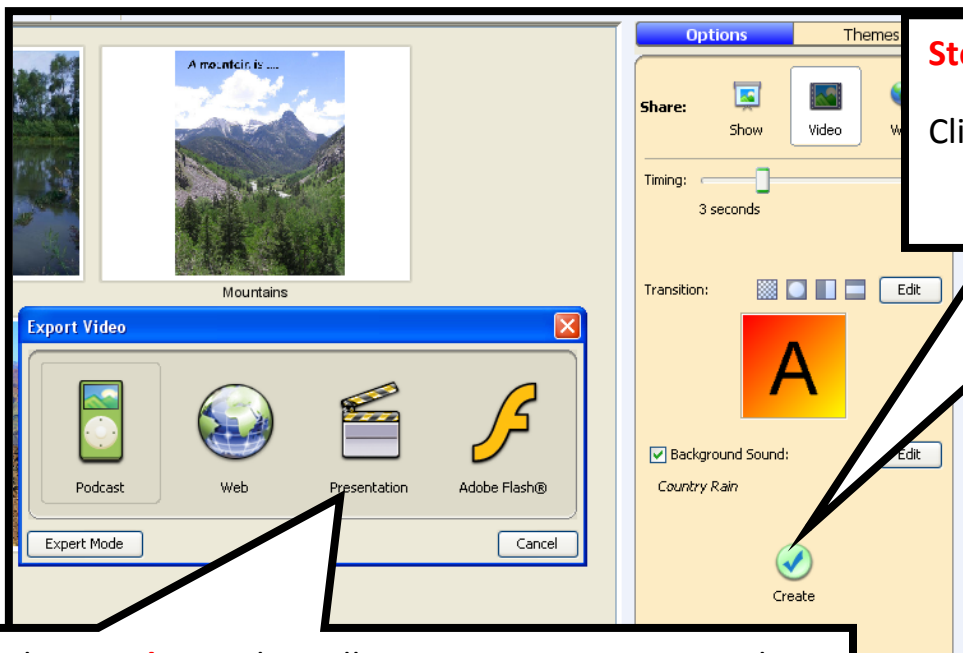 Options
Themes
Share:
Show
Video
Timing:
3 seconds
Transition:
Edit
A
Background Sound:
Edit
Country Rain
Create
A mountain is ....
Mountains
Export Video
Podcast
Web
Presentation
Adobe Flash®
Expert Mode
Cancel